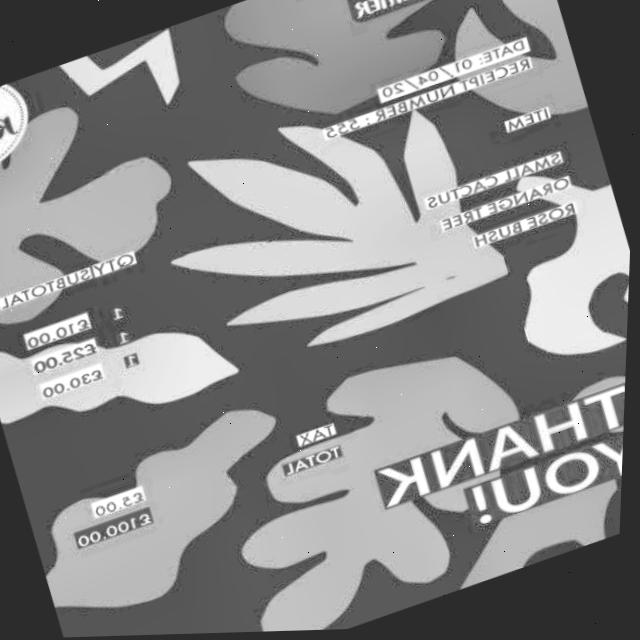 DATE: 01/04/20
RECEIPT NUMBER : 555
ITEM
SMALL CACTUS
ORANGE TREE
ROSE BUSH
QTY|SUBTOTAL
1 £10.00
1 £25.00
1 £30.00
TAX £5.00
TOTAL £100.00
THANK
YOU!